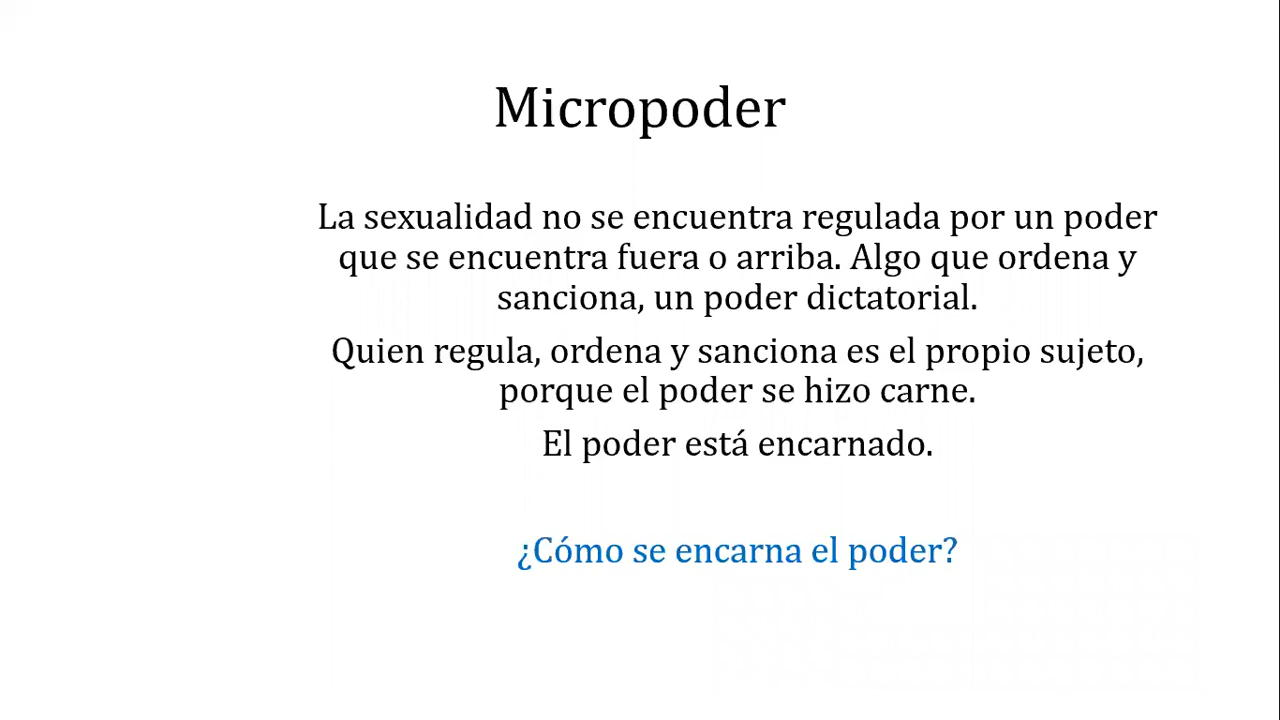 Micropoder
La sexualidad no se encuentra regulada por un poder
que se encuentra fuera o arriba. Algo que ordena y
sanciona, un poder dictatorial.
Quien regula, ordena y sanciona es el propio sujeto,
porque el poder se hizo carne.
El poder está encarnado.
¿Cómo se encarna el poder?